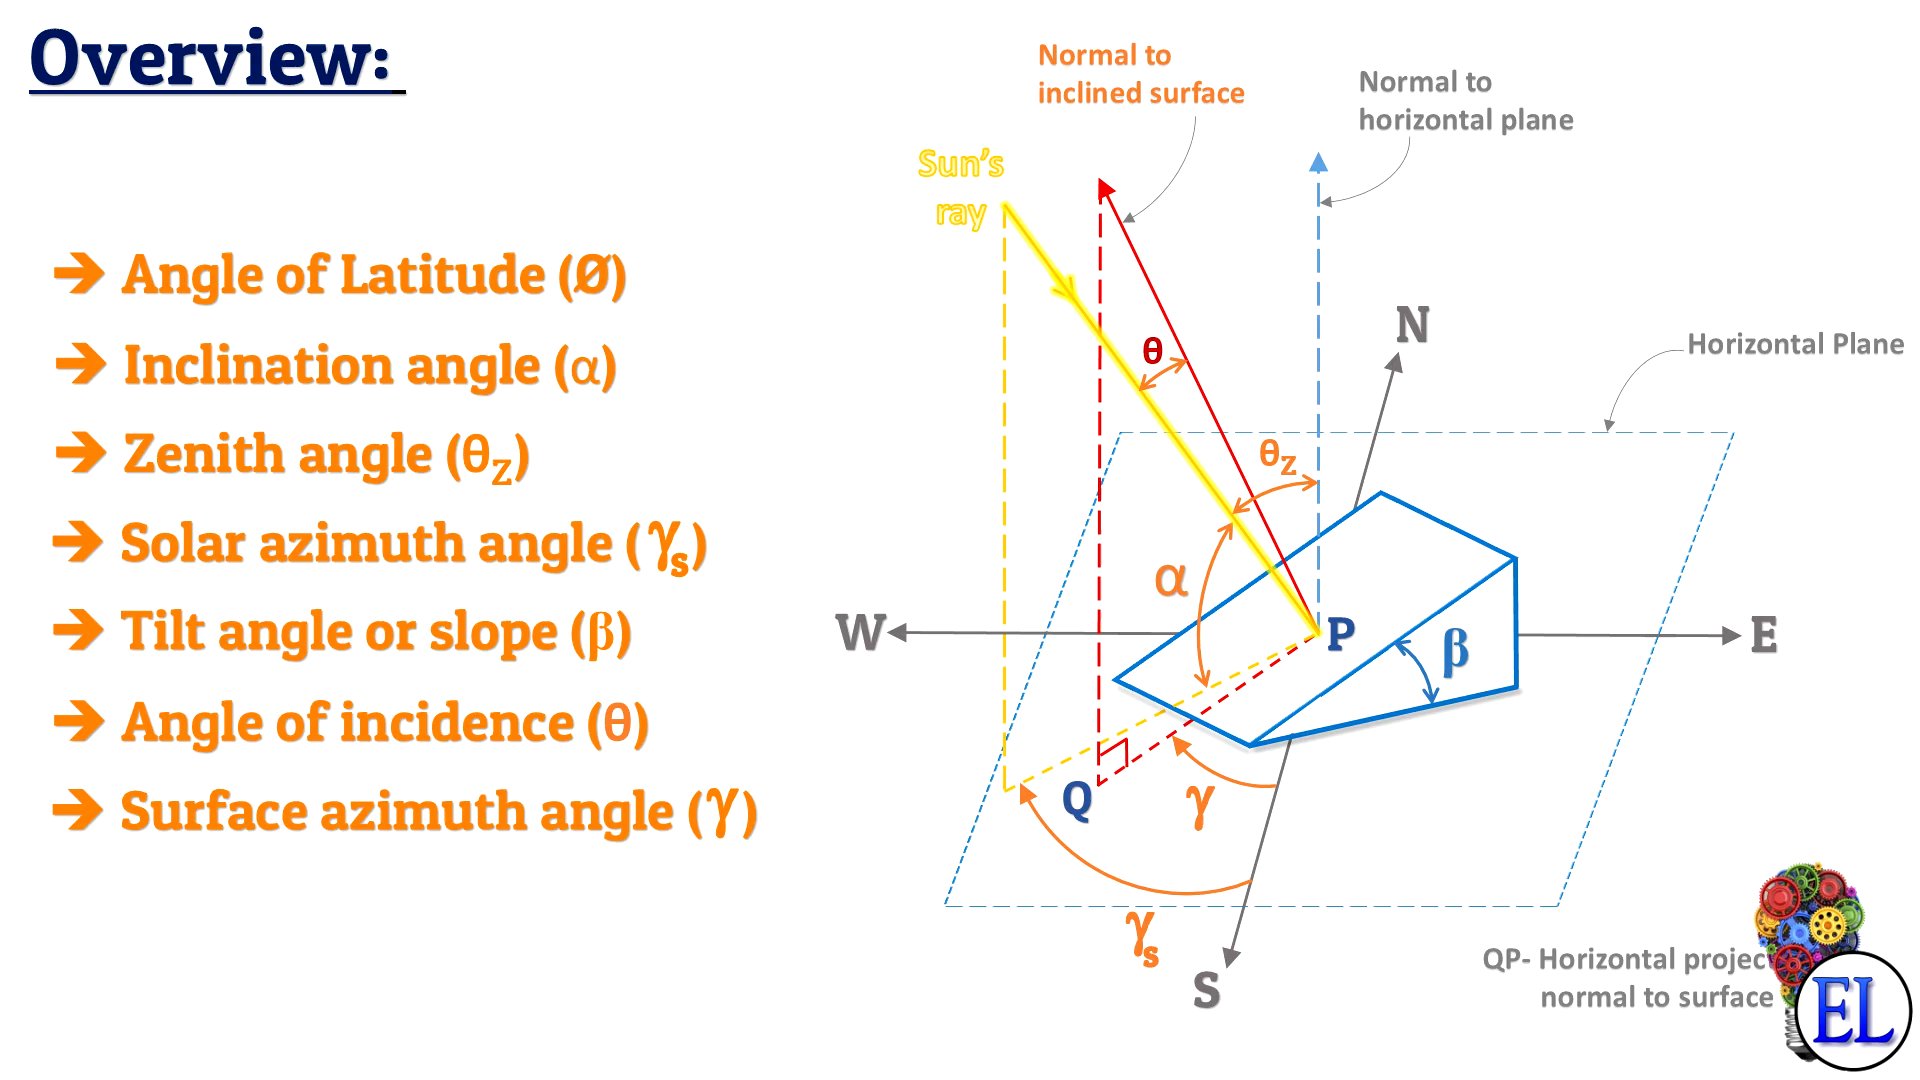 Overview:
Angle of Latitude (Ø)
Inclination angle (α)
Zenith angle (θZ)
Solar azimuth angle (γs)
Tilt angle or slope (β)
Angle of incidence (θ)
Surface azimuth angle (γ)
Normal to
inclined surface
Normal to
horizontal plane
Sun's
ray
N
Horizontal Plane
θ
θZ
α
W
P
β
E
Q
γ
γs
S
QP- Horizontal
normal to surface
EL